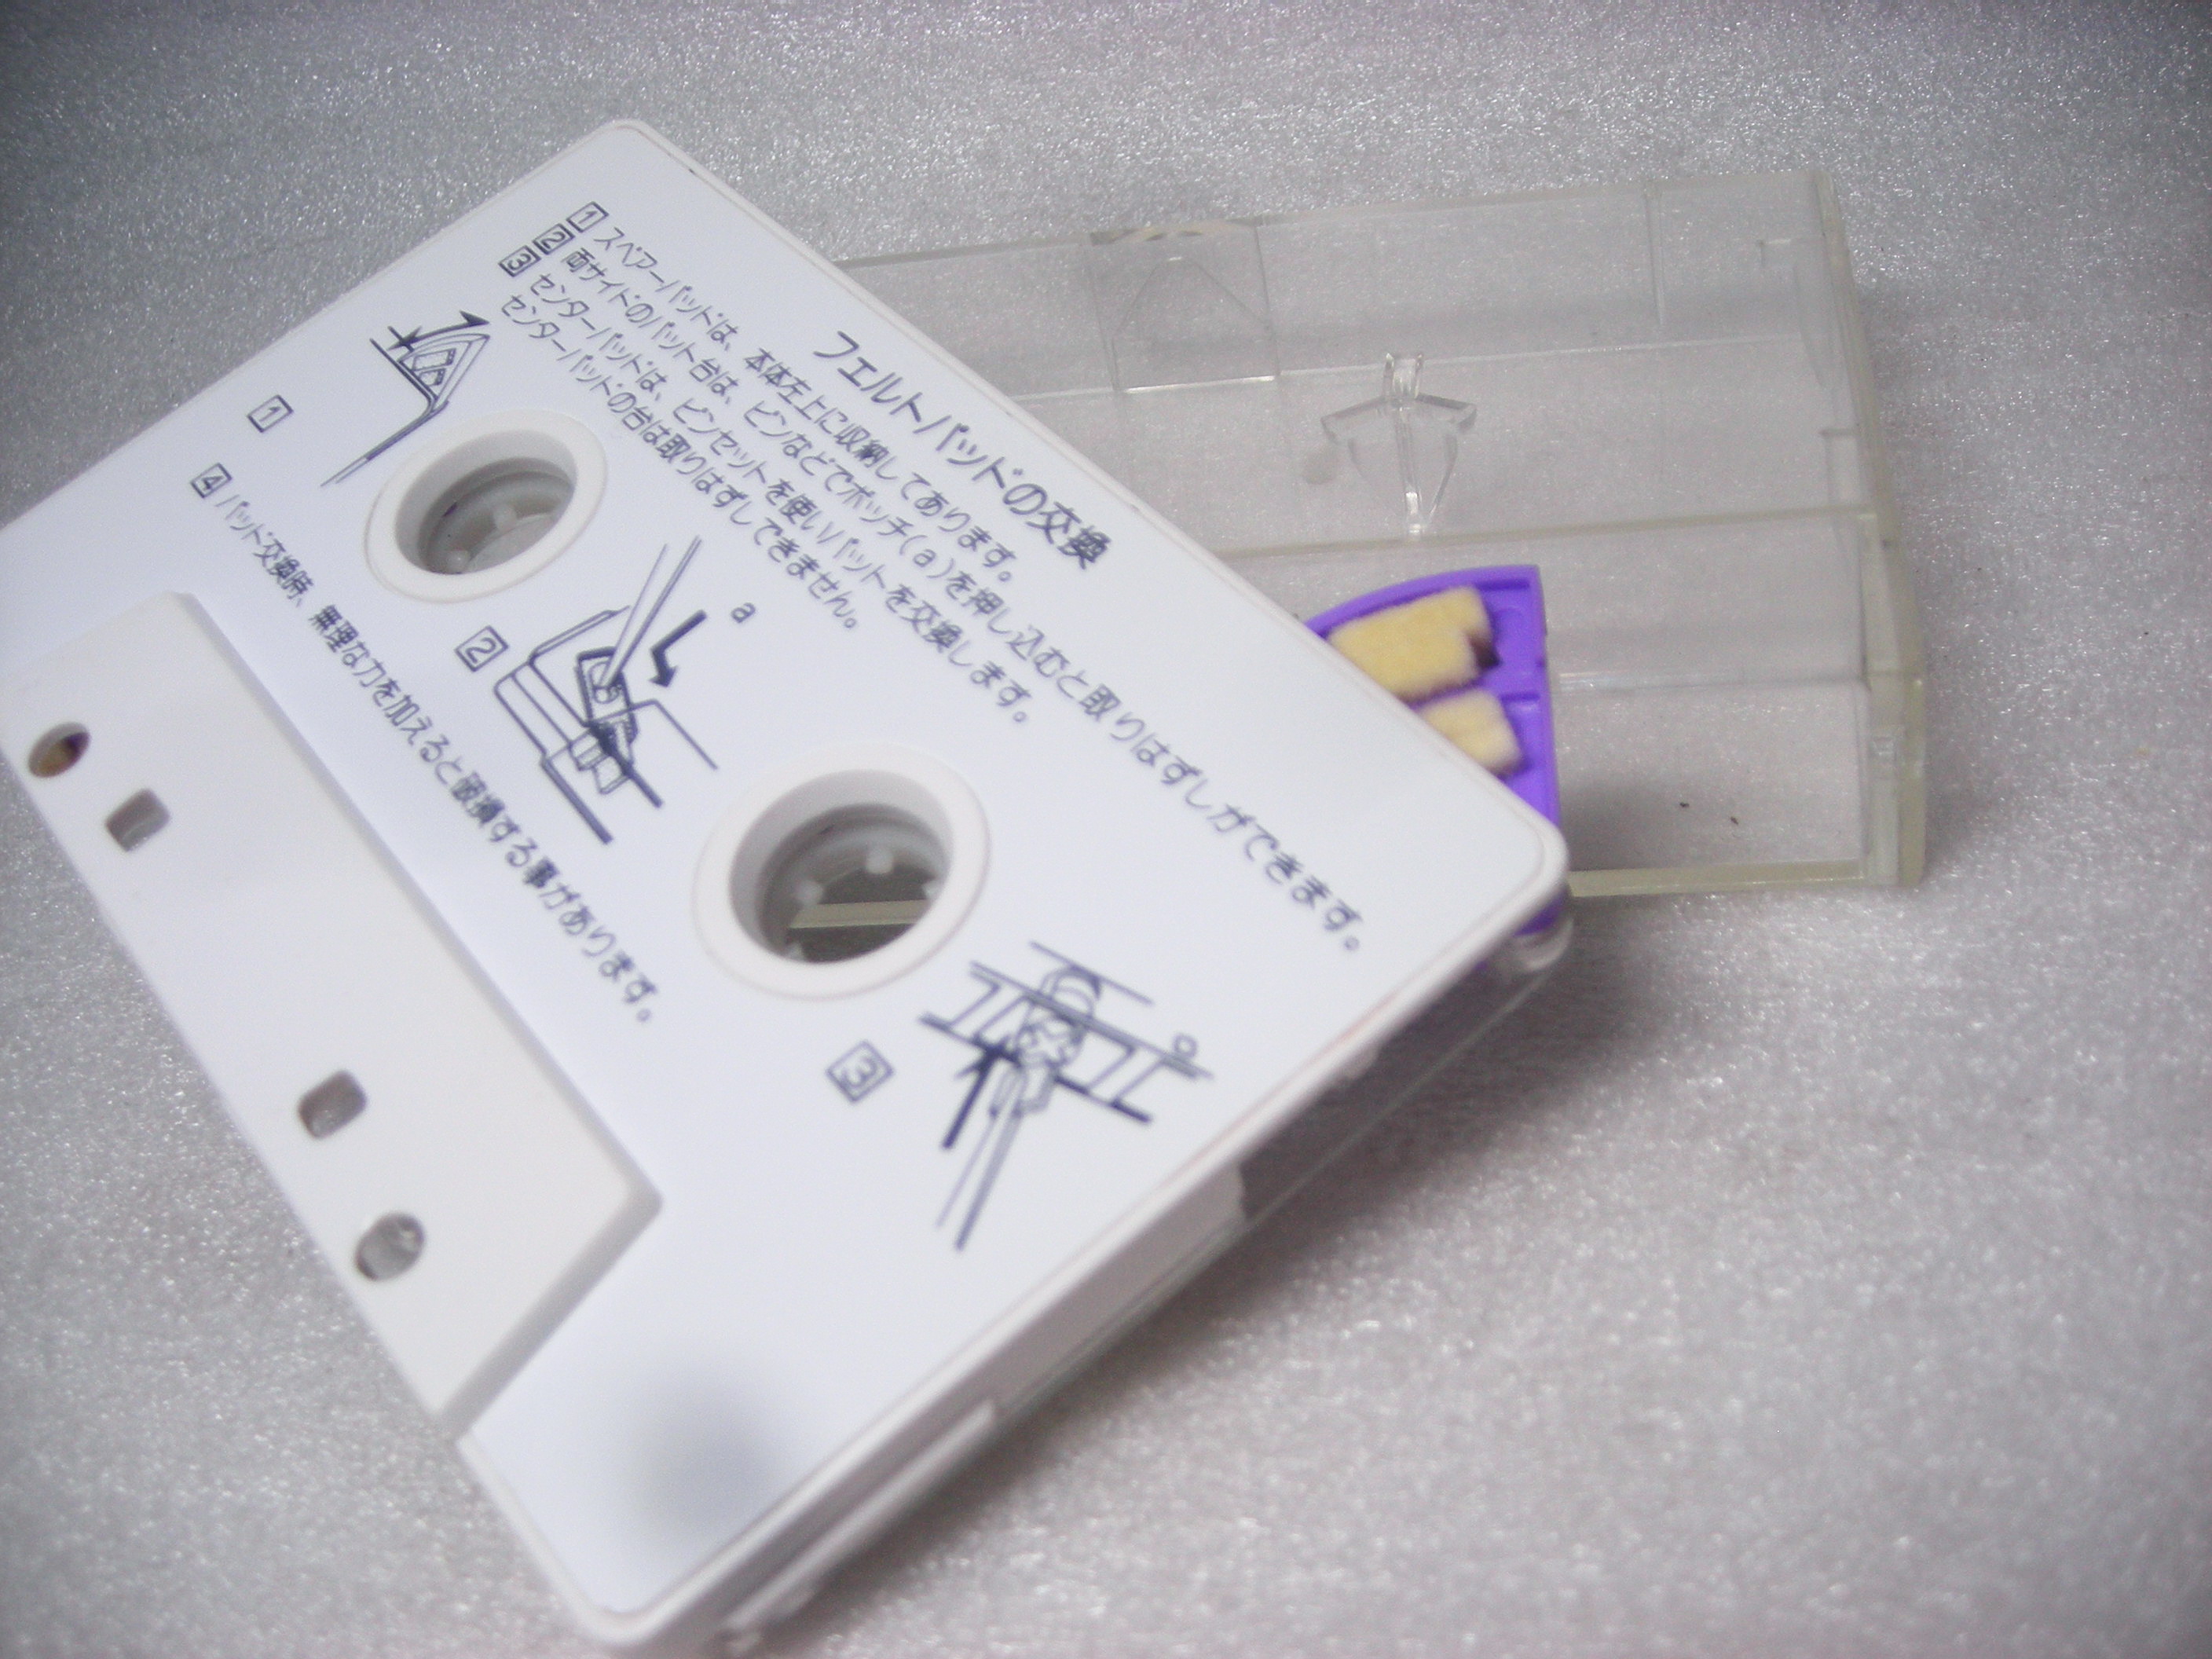 フェルトパッドの交換
1 スペアーパッドは、本体左上に収納してあります。
2 両サイドのパット台は、ピンなどでポッチ(a)を押し込むと取りはずしができます。
3 センターパッドは、ピンセットを使いパットを交換します。
センターパッドの台は取りはずしできません。
1
2
a
3
4 パッド交換時、無理な力を加えると破損する事があります。